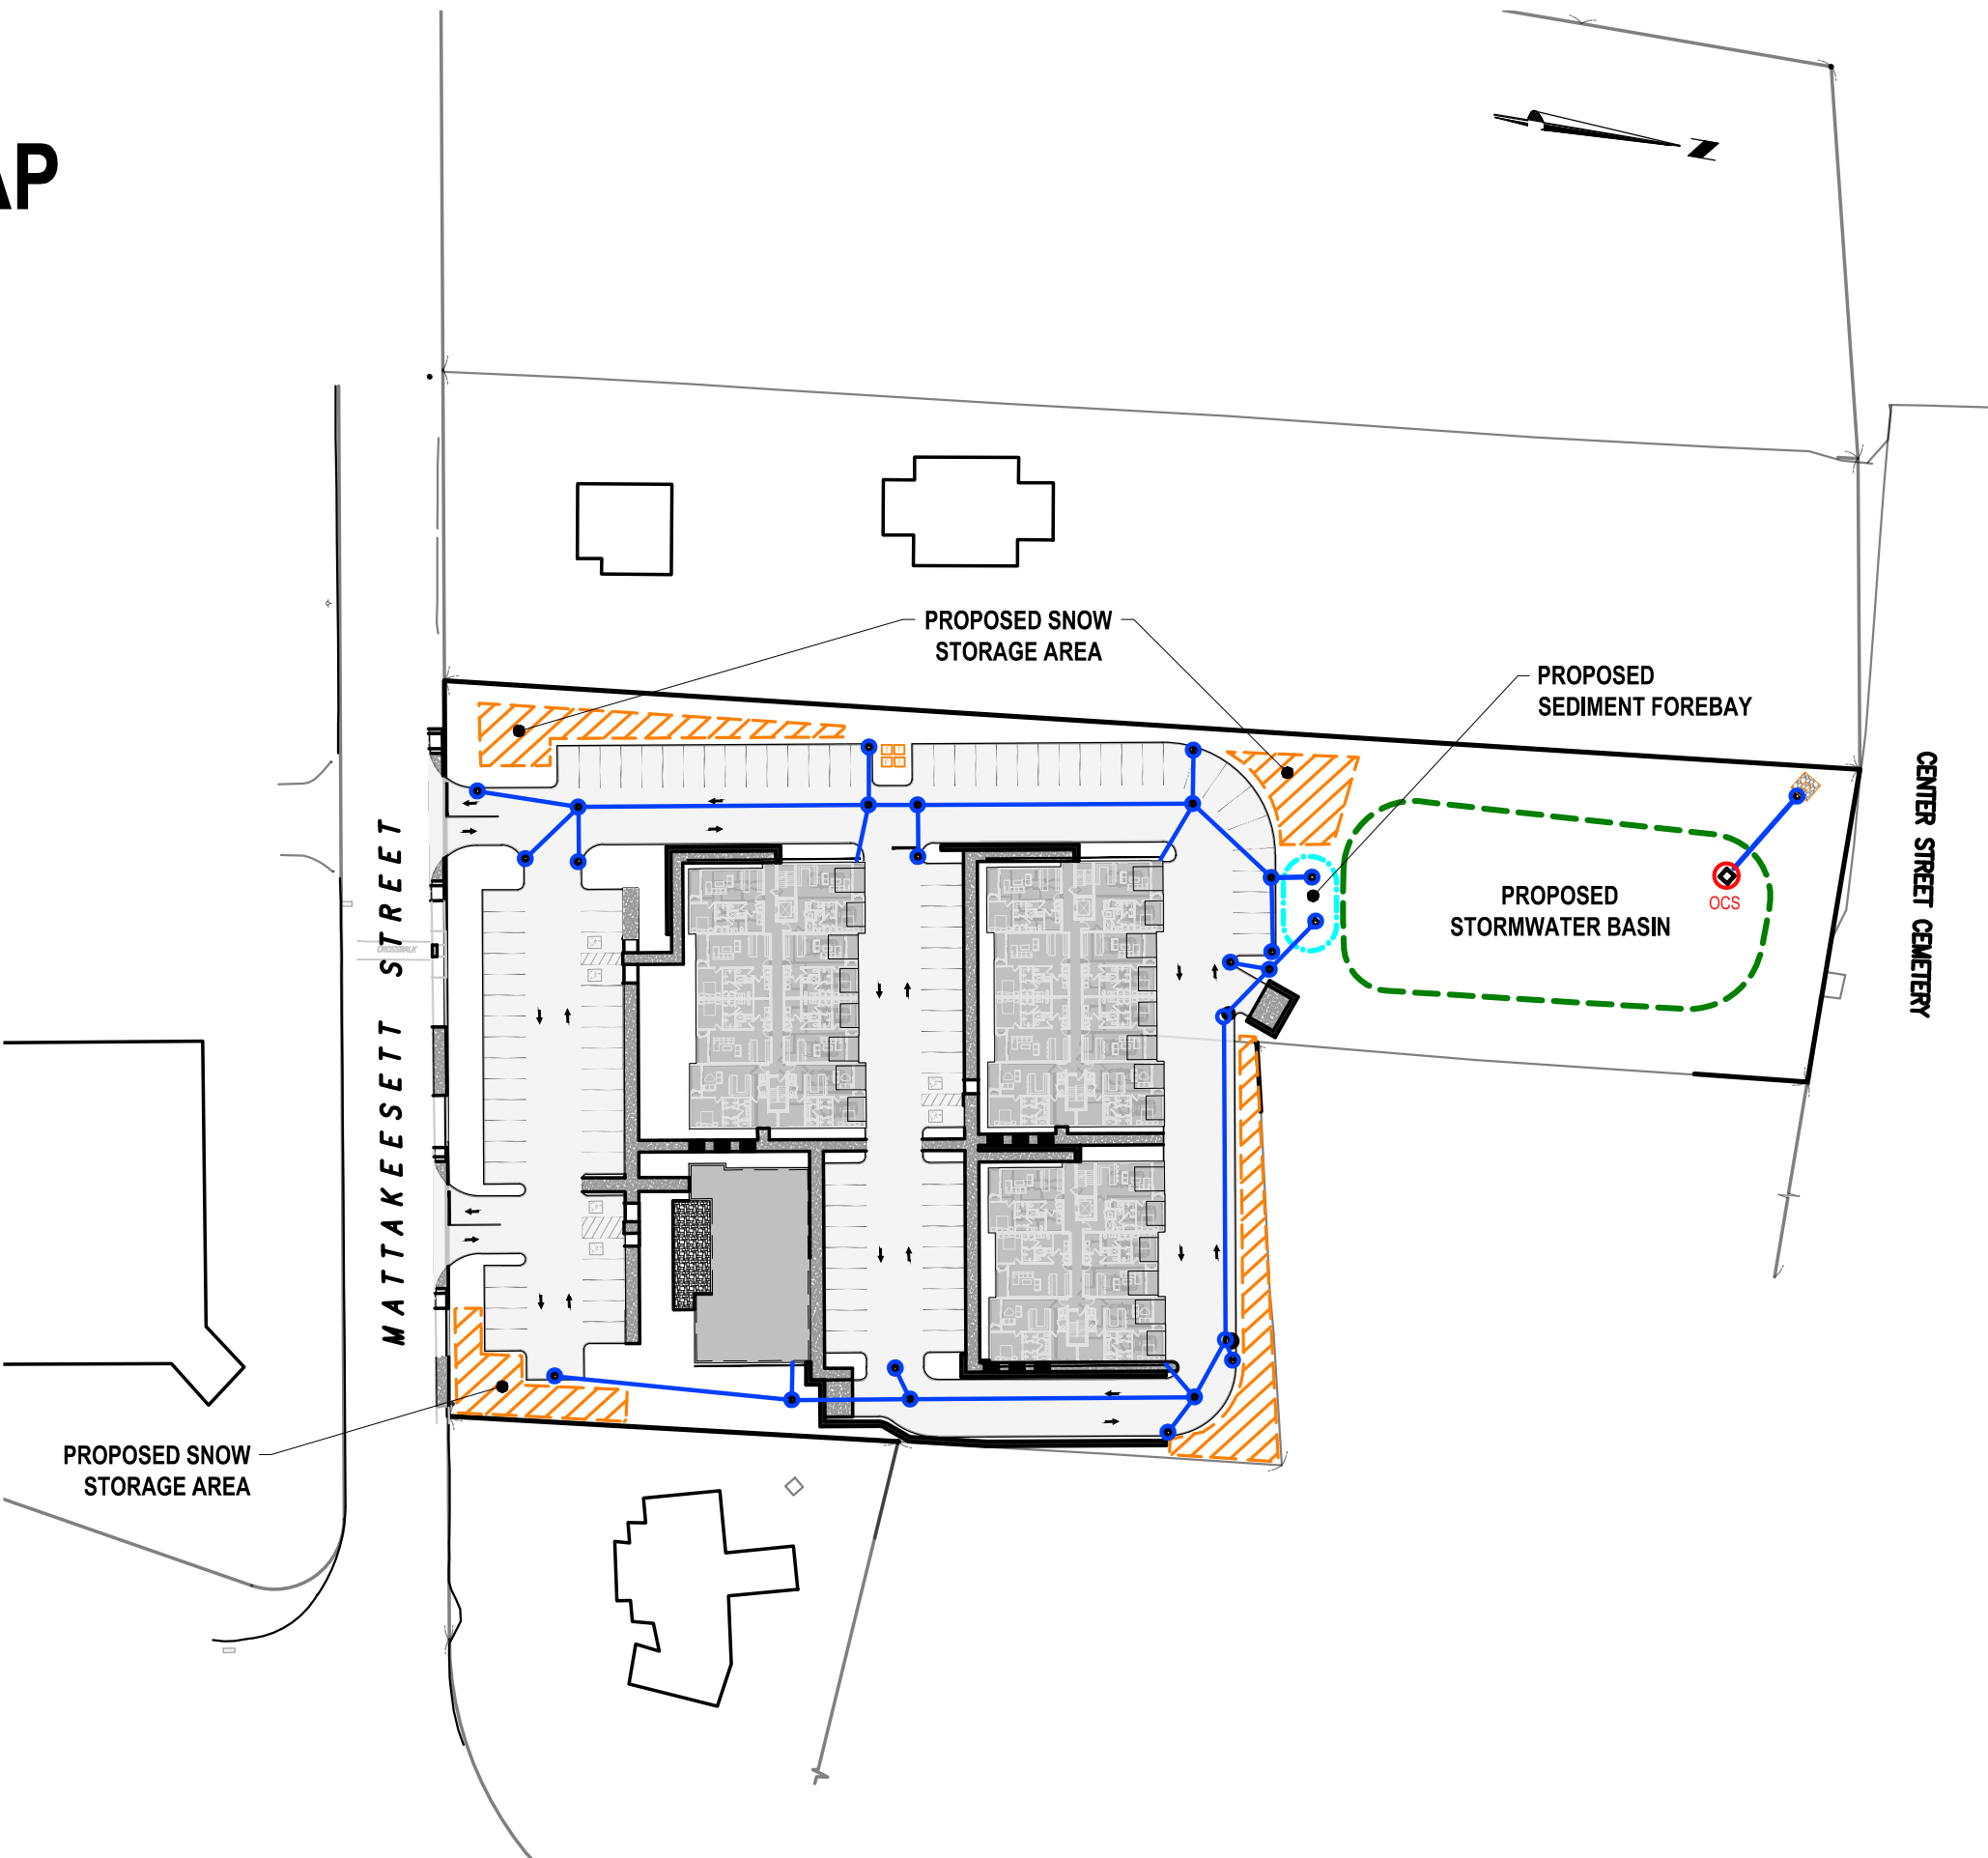 AP
N
PROPOSED SNOW
STORAGE AREA
PROPOSED
SEDIMENT FOREBAY
PROPOSED
STORMWATER BASIN
OCS
CENTER STREET CEMETERY
MATTAKEESETT STREET
CROSSWALK
PROPOSED SNOW
STORAGE AREA